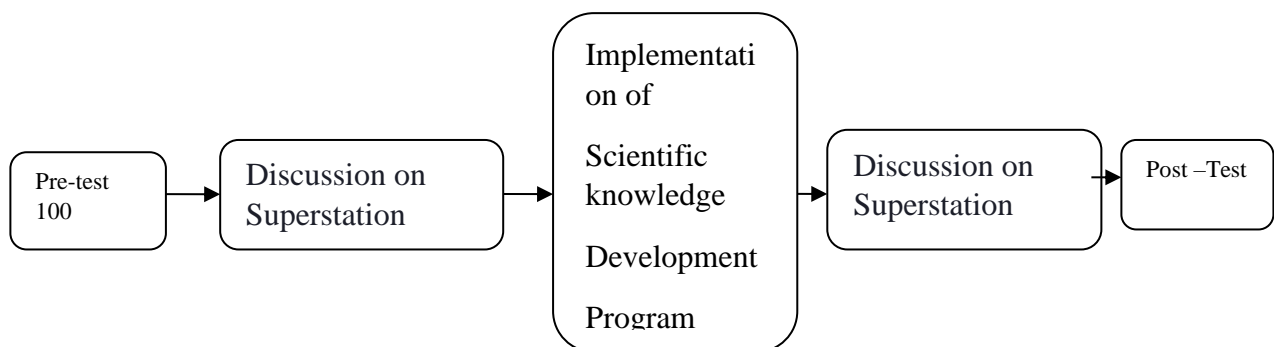 Pre-test
100
Discussion on
Superstation
Implementati
on of
Scientific
knowledge
Development
Program
Discussion on
Superstation
Post –Test